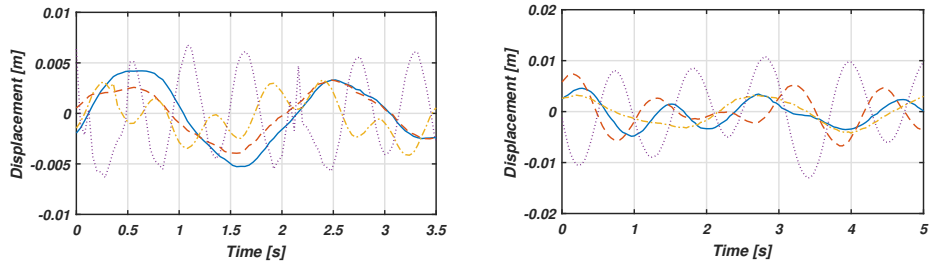 0.01
0.005
0
-0.005
-0.01
Displacement [m]
0 0.5 1 1.5 2 2.5 3 3.5
Time [s]
0.02
0.01
0
-0.01
-0.02
Displacement [m]
0 1 2 3 4 5
Time [s]